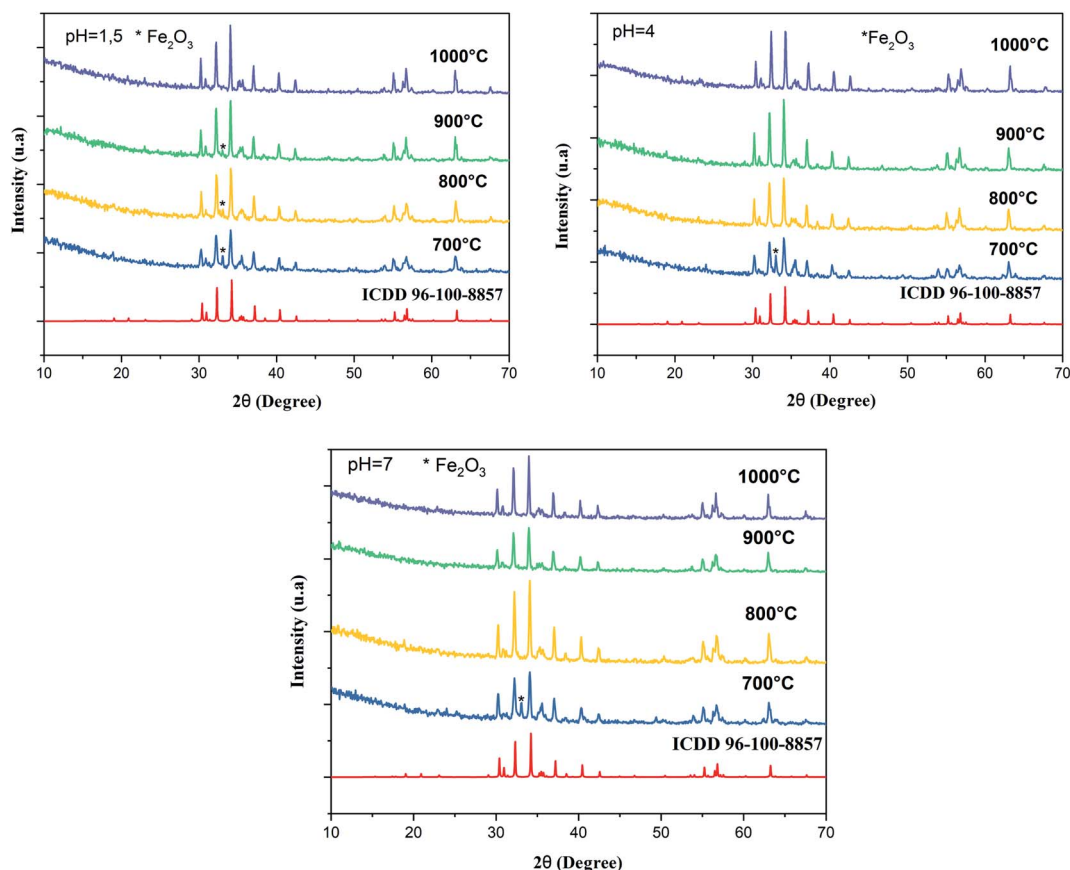 pH=1,5 * Fe₂O₃
1000°C
900°C
*
800°C
*
700°C
*
ICDD 96-100-8857
Intensity (u.a)
10 20 30 40 50 60 70
2θ (Degree)
pH=4 *Fe₂O₃
1000°C
900°C
800°C
700°C
*
ICDD 96-100-8857
Intensity (u.a)
10 20 30 40 50 60 70
2θ (Degree)
pH=7 * Fe₂O₃
1000°C
900°C
800°C
700°C
*
ICDD 96-100-8857
Intensity (u.a)
10 20 30 40 50 60 70
2θ (Degree)